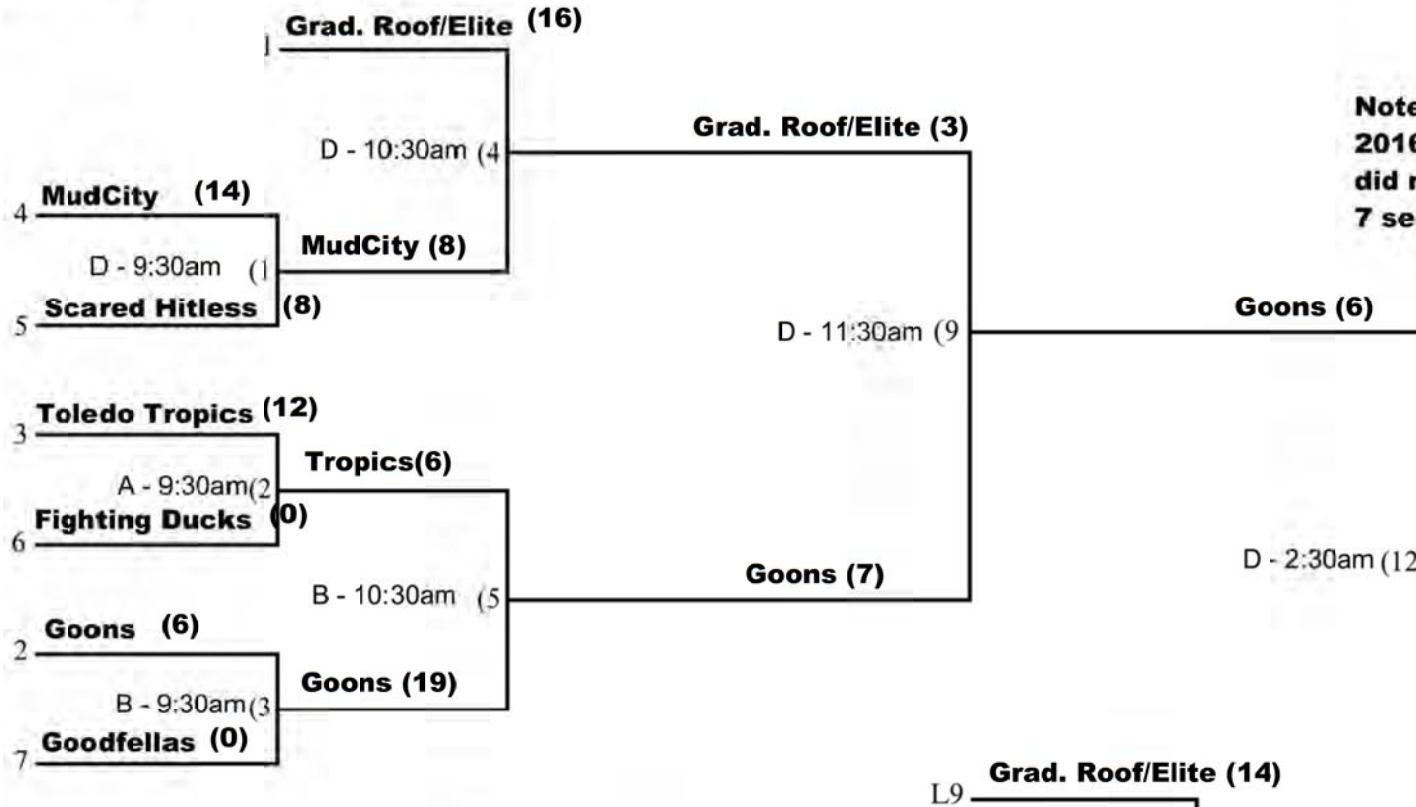 Grad. Roof/Elite (16)
1
Note
2016
did
7 se
Grad. Roof/Elite (3)
D - 10:30am (4
MudCity (14)
4
MudCity (8)
D - 9:30am (1
Scared Hitless (8)
5
Goons (6)
D - 11:30am (9
Toledo Tropics (12)
3
Tropics(6)
A - 9:30am(2
Fighting Ducks (0)
6
D - 2:30am (12
Goons (7)
B - 10:30am (5
Goons (6)
2
Goons (19)
B - 9:30am(3
Goodfellas (0)
7
Grad. Roof/Elite (14)
L9